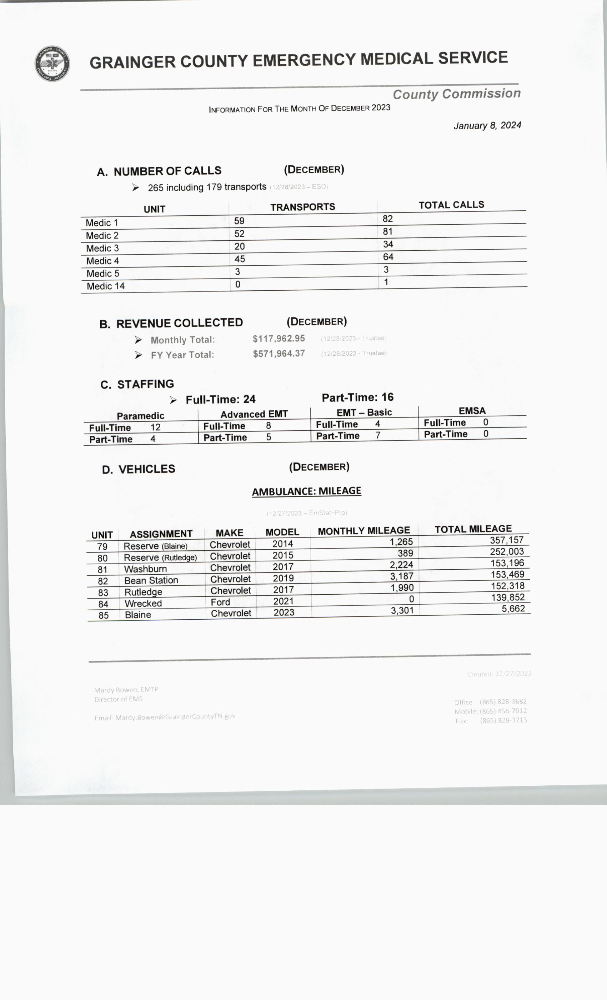 GRAINGER COUNTY
EST 1976
AMBULANCE AUTHORITY
GRAINGER COUNTY EMERGENCY MEDICAL SERVICE
County Commission
INFORMATION FOR THE MONTH OF DECEMBER 2023
January 8, 2024
A. NUMBER OF CALLS (DECEMBER)
➢ 265 including 179 transports (12/28/2023 – ESO)
UNIT TRANSPORTS TOTAL CALLS
Medic 1 59 82
Medic 2 52 81
Medic 3 20 34
Medic 4 45 64
Medic 5 3 3
Medic 14 0 1
B. REVENUE COLLECTED (DECEMBER)
➢ Monthly Total: $117,962.95 (12/28/2023 - Trustee)
➢ FY Year Total: $571,964.37 (12/28/2023 - Trustee)
C. STAFFING
➢ Full-Time: 24 Part-Time: 16
Paramedic Advanced EMT EMT – Basic EMSA
Full-Time 12 Full-Time 8 Full-Time 4 Full-Time 0
Part-Time 4 Part-Time 5 Part-Time 7 Part-Time 0
D. VEHICLES (DECEMBER)
AMBULANCE: MILEAGE
(12/27/2023 – EmStat-Pro)
UNIT ASSIGNMENT MAKE MODEL MONTHLY MILEAGE TOTAL MILEAGE
79 Reserve (Blaine) Chevrolet 2014 1,265 357,157
80 Reserve (Rutledge) Chevrolet 2015 389 252,003
81 Washburn Chevrolet 2017 2,224 153,196
82 Bean Station Chevrolet 2019 3,187 153,469
83 Rutledge Chevrolet 2017 1,990 152,318
84 Wrecked Ford 2021 0 139,852
85 Blaine Chevrolet 2023 3,301 5,662
Created: 12/27/2023
Mardy Bowen, EMTP
Director of EMS
Email: Mardy.Bowen@GraingerCountyTN.gov
Office: (865) 828-3682
Mobile: (865) 456-7012
Fax: (865) 828-3713